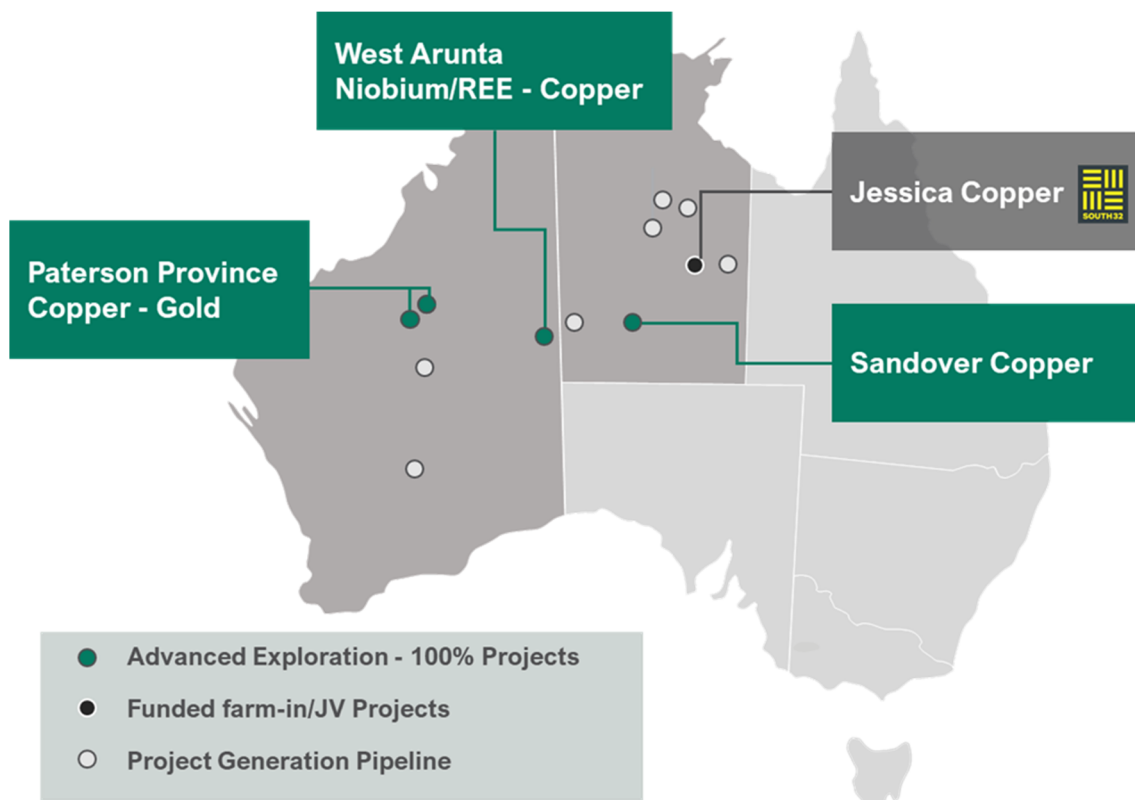 West Arunta
Niobium/REE - Copper
Jessica Copper
SOUTH32
Paterson Province
Copper - Gold
Sandover Copper
Advanced Exploration - 100% Projects
Funded farm-in/JV Projects
Project Generation Pipeline